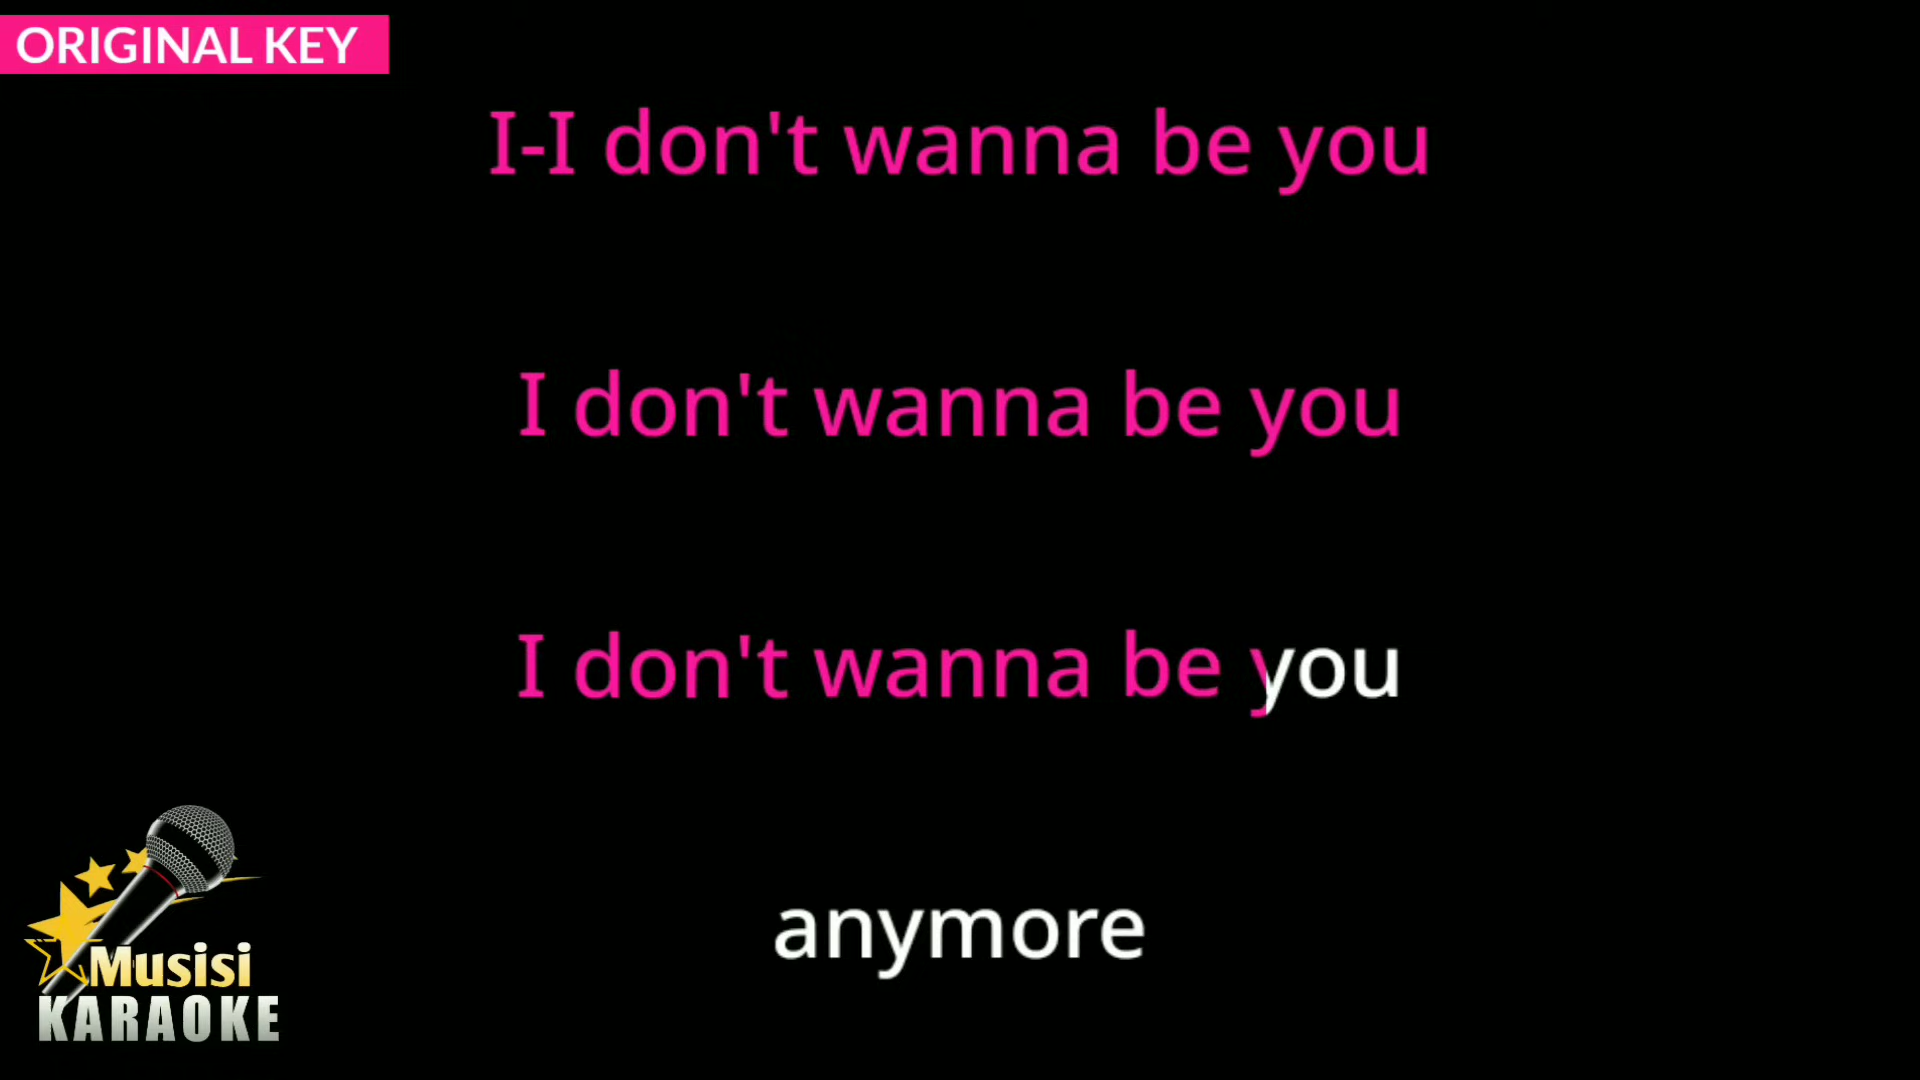 ORIGINAL KEY
I-I don't wanna be you
I don't wanna be you
I don't wanna be you
anymore
Musisi
KARAOKE